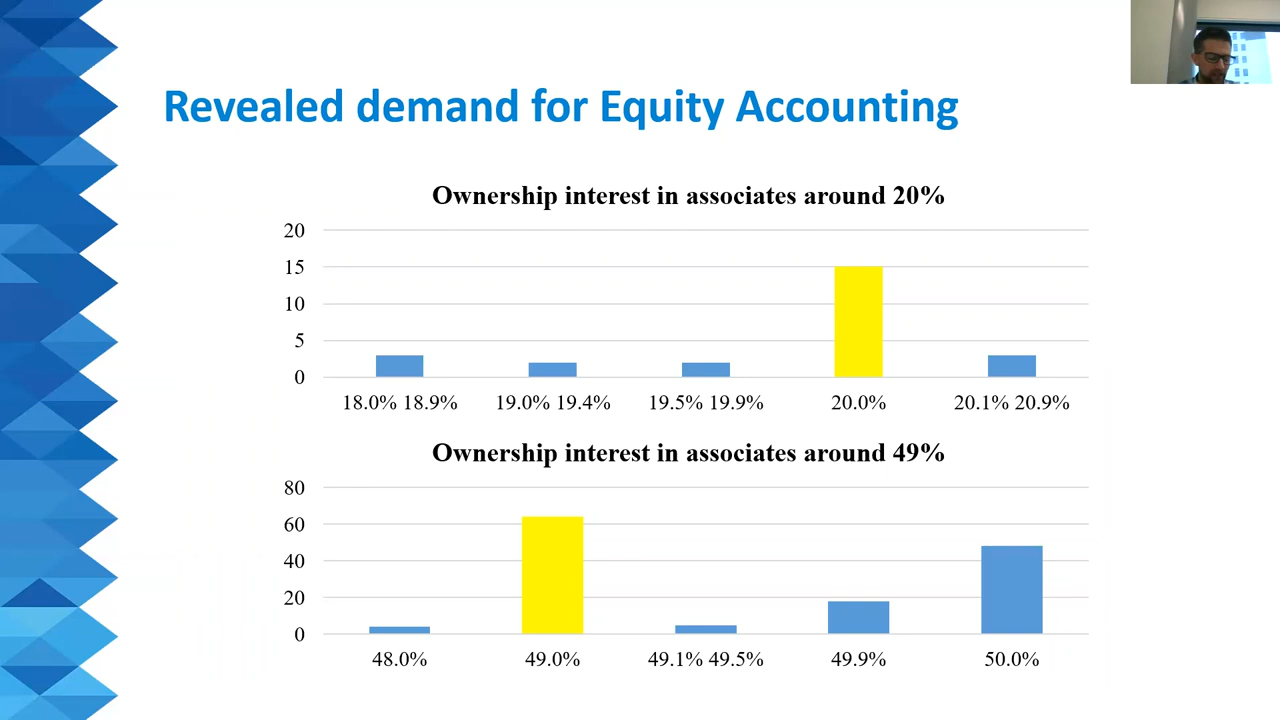 Revealed demand for Equity Accounting
Ownership interest in associates around 20%
20
15
10
5
0
18.0% 18.9% 19.0% 19.4% 19.5% 19.9% 20.0% 20.1% 20.9%
Ownership interest in associates around 49%
80
60
40
20
0
48.0% 49.0% 49.1% 49.5% 49.9% 50.0%